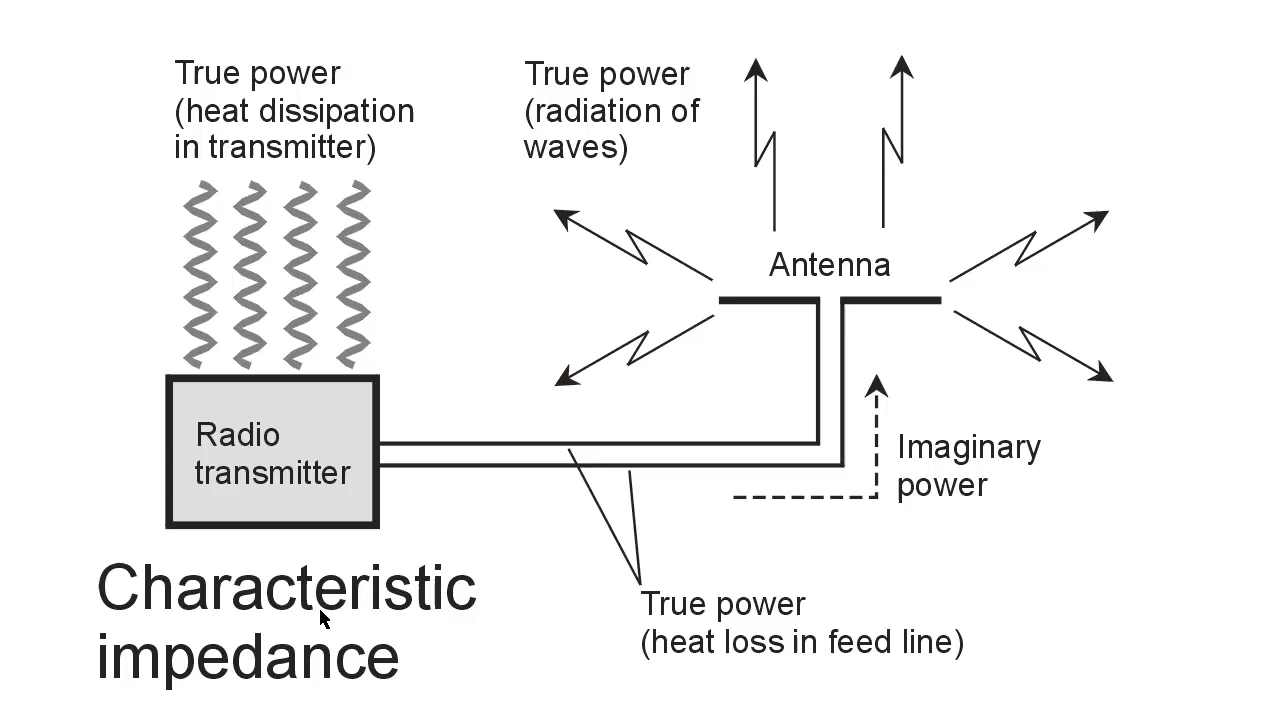 True power
(heat dissipation
in transmitter)
True power
(radiation of
waves)
Antenna
Radio
transmitter
Imaginary
power
Characteristic
impedance
True power
(heat loss in feed line)